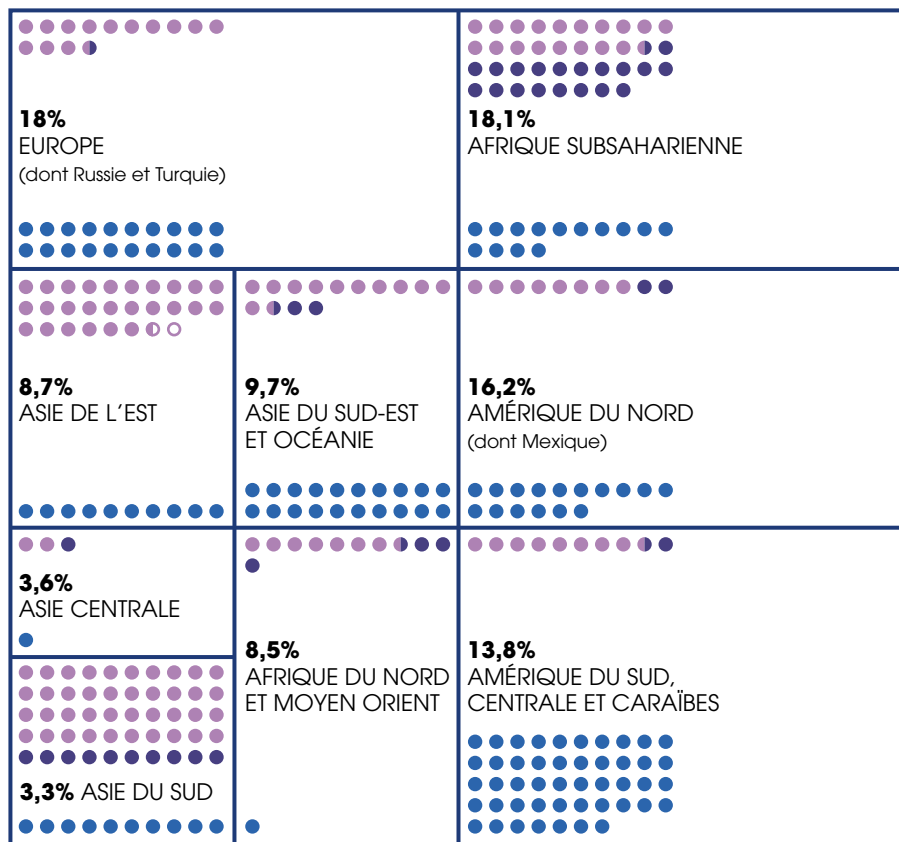 18%
EUROPE
(dont Russie et Turquie)
18,1%
AFRIQUE SUBSAHARIENNE
8,7%
ASIE DE L'EST
9,7%
ASIE DU SUD-EST
ET OCÉANIE
16,2%
AMÉRIQUE DU NORD
(dont Mexique)
3,6%
ASIE CENTRALE
3,3% ASIE DU SUD
8,5%
AFRIQUE DU NORD
ET MOYEN ORIENT
13,8%
AMÉRIQUE DU SUD,
CENTRALE ET CARAÏBES